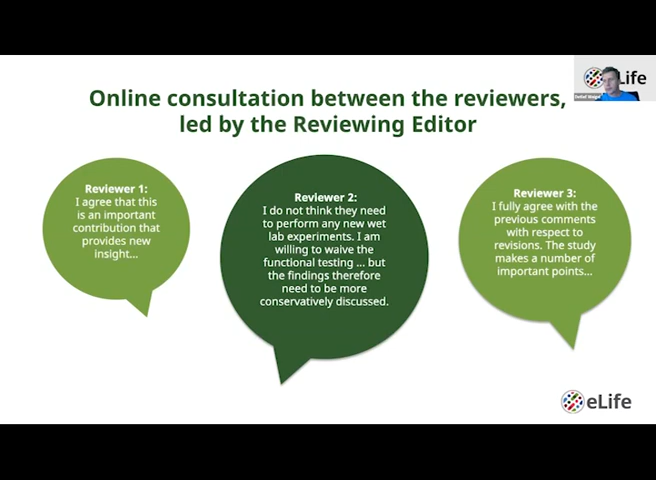 Life
Detlef Weigel
Online consultation between the reviewers,
led by the Reviewing Editor
Reviewer 1:
I agree that this
is an important
contribution that
provides new
insight...
Reviewer 2:
I do not think they need
to perform any new wet
lab experiments. I am
willing to waive the
functional testing ... but
the findings therefore
need to be more
conservatively discussed.
Reviewer 3:
I fully agree with the
previous comments
with respect to
revisions. The study
makes a number of
important points...
eLife